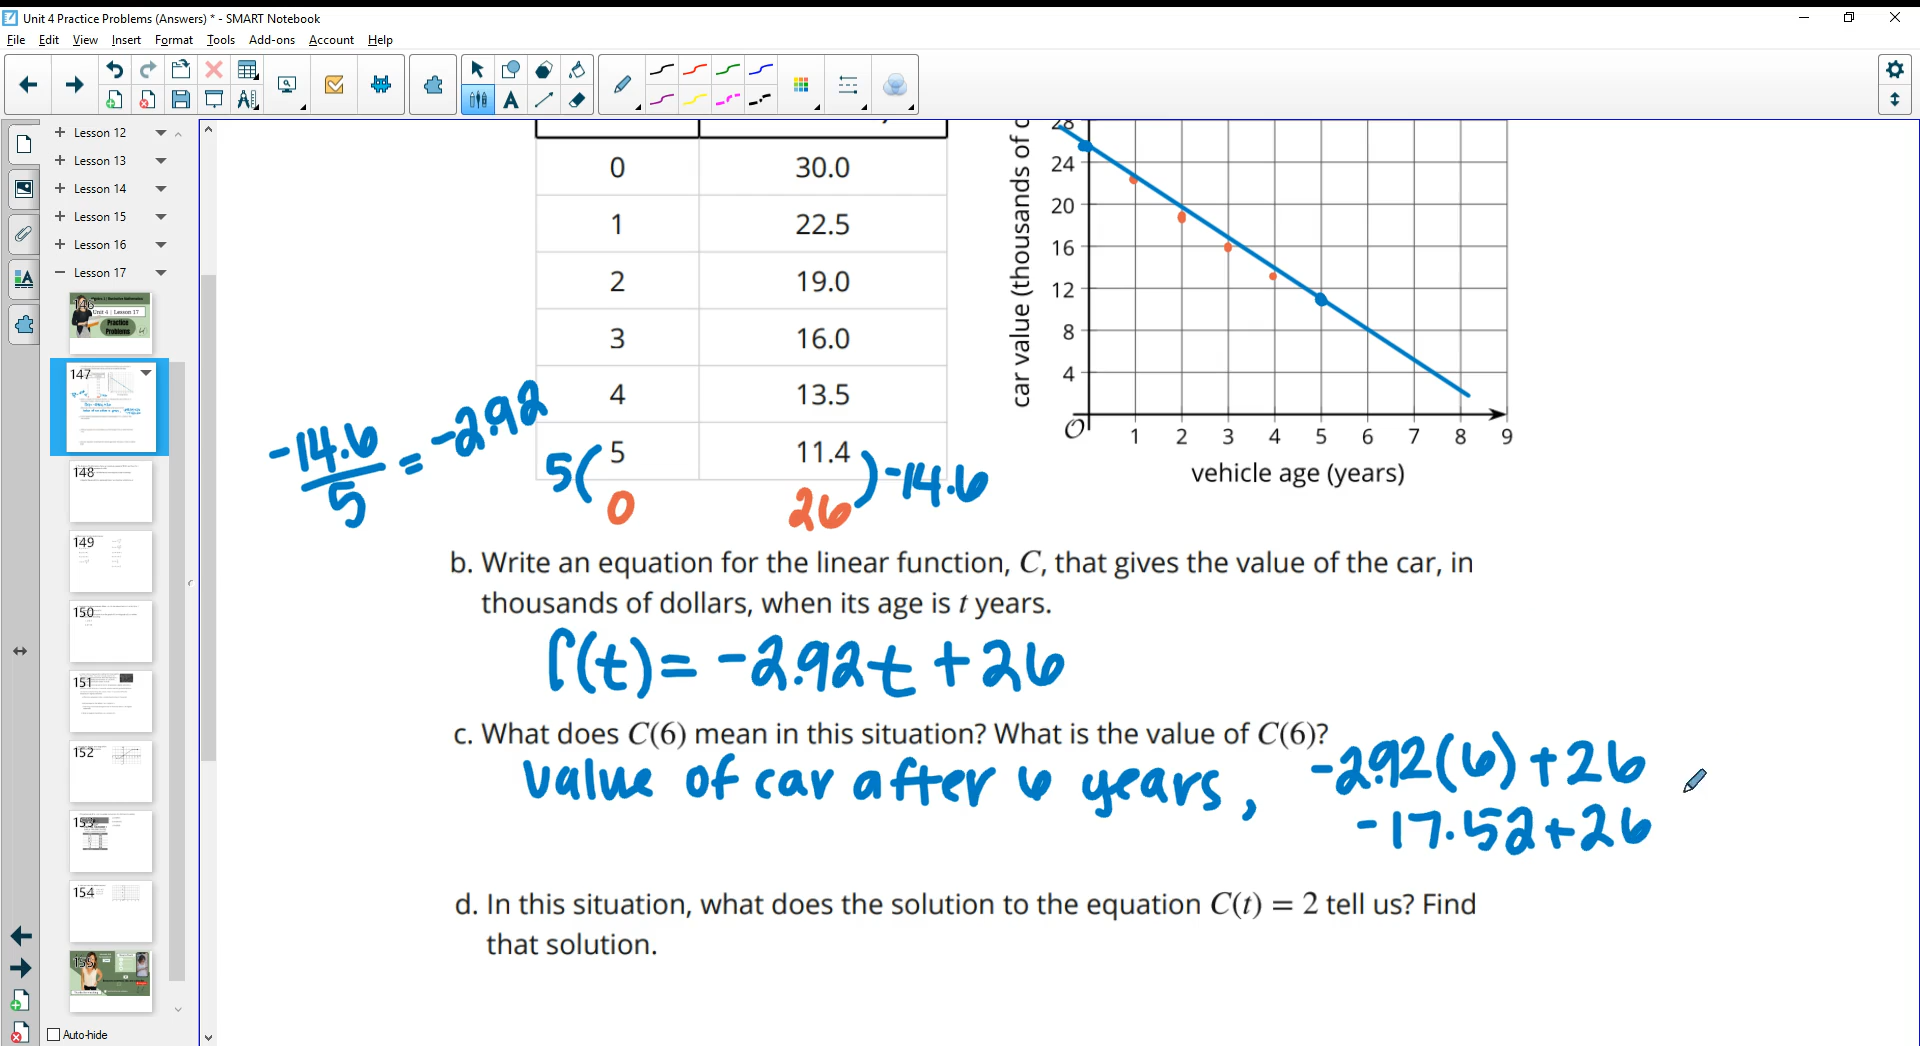 Unit 4 Practice Problems (Answers) * - SMART Notebook
File Edit View Insert Format Tools Add-ons Account Help
Lesson 12
Lesson 13
Lesson 14
Lesson 15
Lesson 16
Lesson 17
146
Unit 4 | Lesson 17
Practice
Problems
147
148
149
150
151
152
153
154
155
Auto-hide
0 30.0
1 22.5
2 19.0
3 16.0
4 13.5
5 11.4
-14.6/5 = -2.92
5( 0 26 ) -14.6
car value (thousands of
28
24
20
16
12
8
4
O 1 2 3 4 5 6 7 8 9
vehicle age (years)
b. Write an equation for the linear function, C, that gives the value of the car, in
thousands of dollars, when its age is t years.
C(t) = -2.92t + 26
c. What does C(6) mean in this situation? What is the value of C(6)?
value of car after 6 years,
-2.92(6)+26
-17.52+26
d. In this situation, what does the solution to the equation C(t) = 2 tell us? Find
that solution.